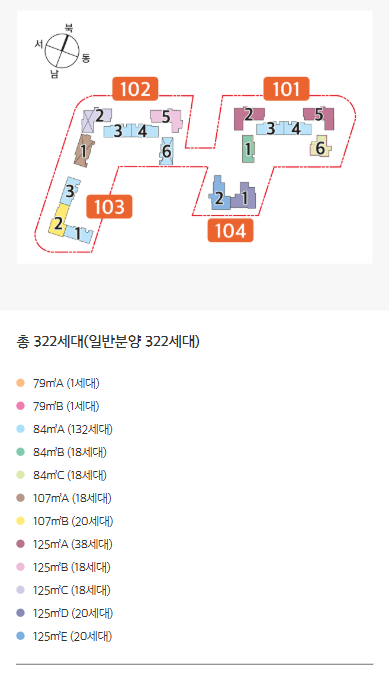 북
서
동
남
102
101
2
5
2
5
3 4
3 4
1
6
1
6
3
103
2
1
2
1
104
총 322세대(일반분양 322세대)
79㎡A (1세대)
79㎡B (1세대)
84㎡A (132세대)
84㎡B (18세대)
84㎡C (18세대)
107㎡A (18세대)
107㎡B (20세대)
125㎡A (38세대)
125㎡B (18세대)
125㎡C (18세대)
125㎡D (20세대)
125㎡E (20세대)